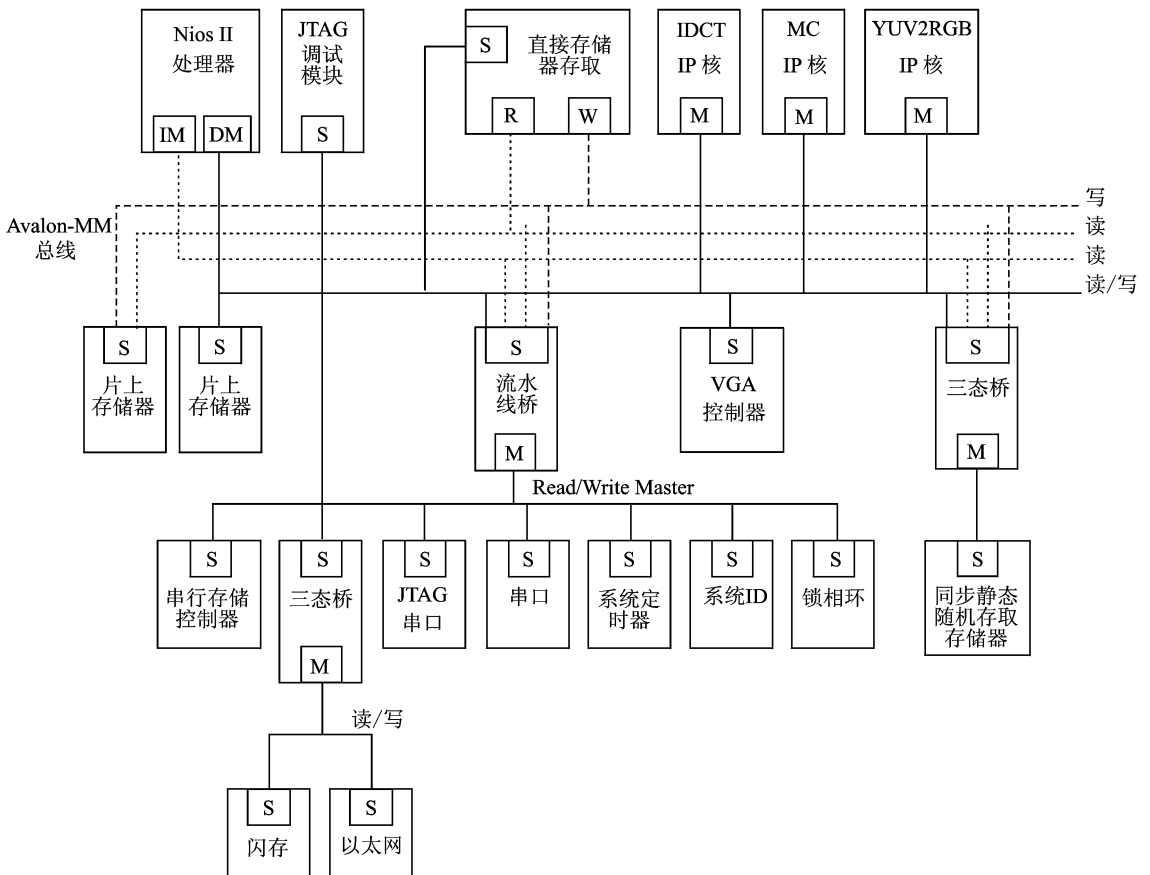 Nios II
处理器
IM
DM
JTAG
调试
模块
S
S
直接存储
器存取
R
W
IDCT
IP 核
M
MC
IP 核
M
YUV2RGB
IP 核
M
Avalon-MM
总线
写
读
读
读/写
S
片上
存储器
S
片上
存储器
S
流水
线桥
M
S
VGA
控制器
S
三态桥
M
Read/Write Master
S
串行存储
控制器
S
三态桥
M
S
JTAG
串口
S
串口
S
系统定
时器
S
系统ID
S
锁相环
S
同步静态
随机存取
存储器
读/写
S
闪存
S
以太网